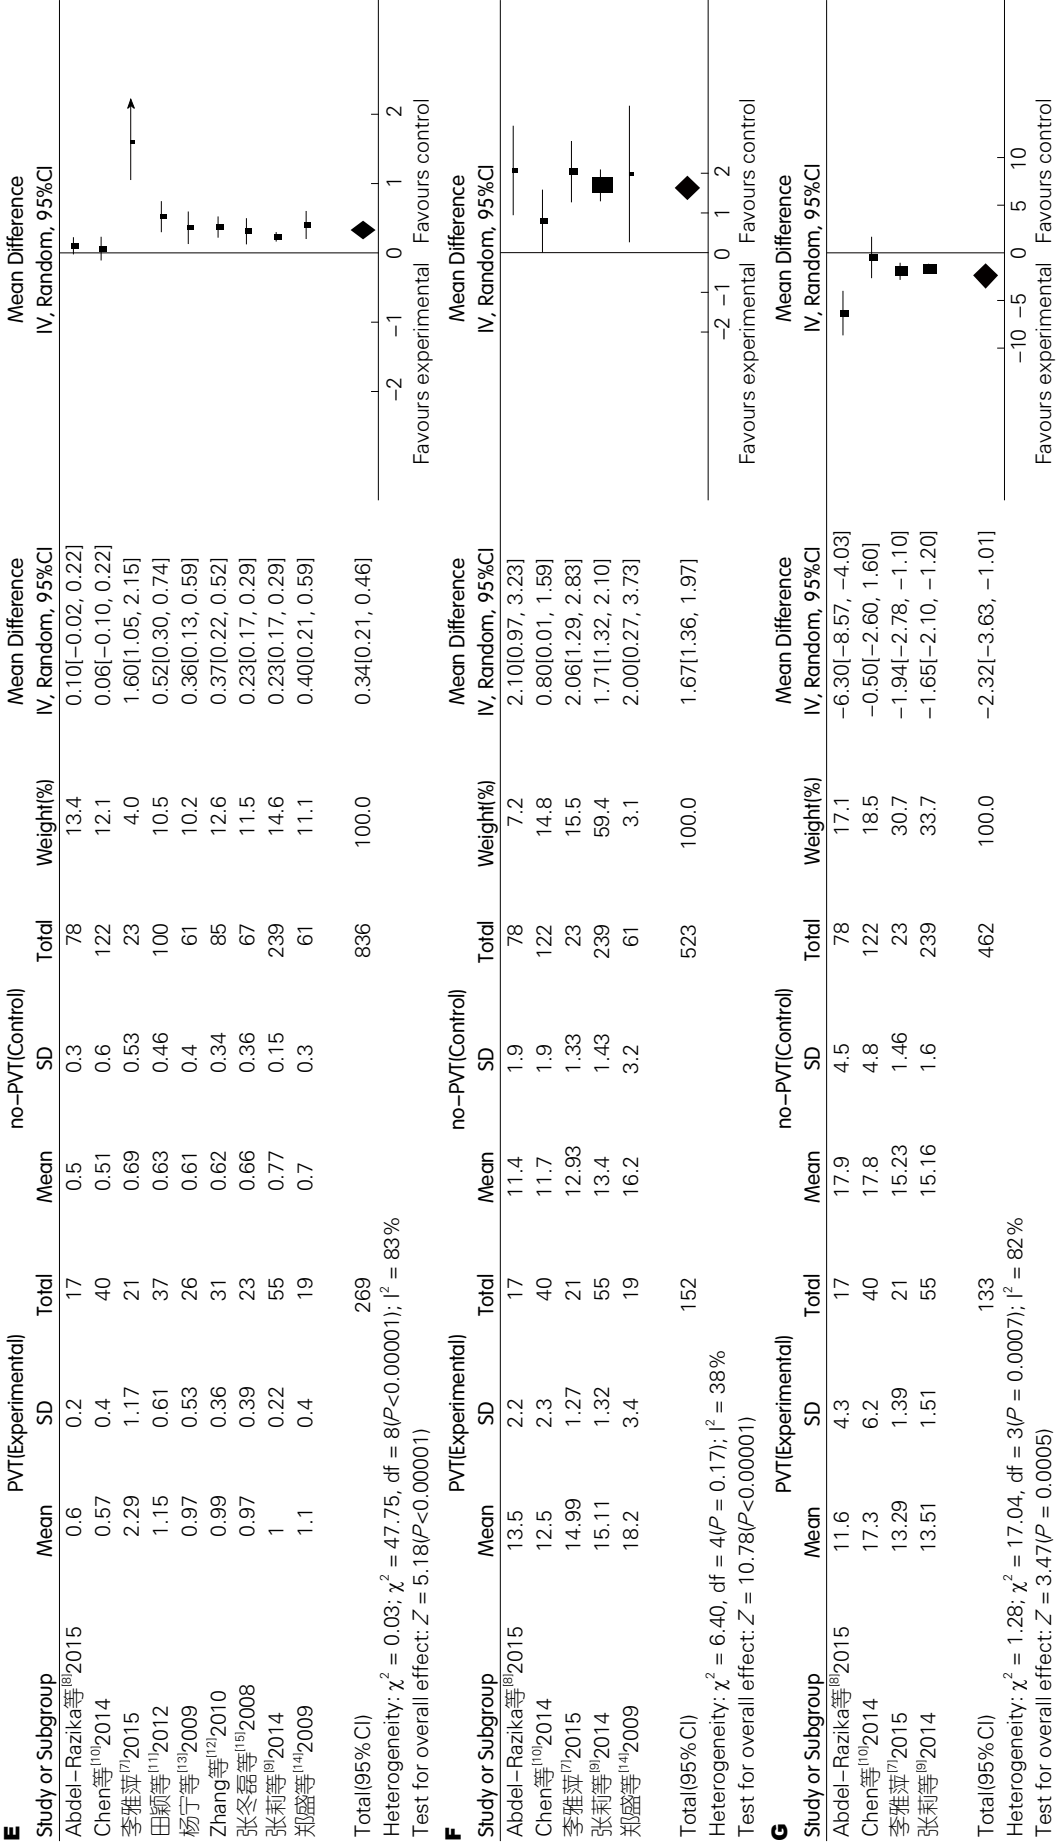 E
PVT(Experimental) no−PVT(Control) Mean Difference Mean Difference
Study or Subgroup Mean SD Total Mean SD Total Weight(%) IV, Random, 95%CI IV, Random, 95%CI
Abdel−Razika等[8]2015 0.6 0.2 17 0.5 0.3 78 13.4 0.10[−0.02, 0.22]
Chen等[10]2014 0.57 0.4 40 0.51 0.6 122 12.1 0.06[−0.10, 0.22]
李雅萍[7]2015 2.29 1.17 21 0.69 0.53 23 4.0 1.60[1.05, 2.15]
田颖等[11]2012 1.15 0.61 37 0.63 0.46 100 10.5 0.52[0.30, 0.74]
杨宁等[13]2009 0.97 0.53 26 0.61 0.4 61 10.2 0.36[0.13, 0.59]
Zhang等[12]2010 0.99 0.36 31 0.62 0.34 85 12.6 0.37[0.22, 0.52]
张冬磊等[15]2008 0.97 0.39 23 0.66 0.36 67 11.5 0.23[0.17, 0.29]
张莉等[9]2014 1 0.22 55 0.77 0.15 239 14.6 0.23[0.17, 0.29]
郑盛等[14]2009 1.1 0.4 19 0.7 0.3 61 11.1 0.40[0.21, 0.59]
Total(95% CI) 269 836 100.0 0.34[0.21, 0.46]
Heterogeneity: χ² = 0.03; χ² = 47.75, df = 8(P<0.00001); I² = 83%
Test for overall effect: Z = 5.18(P<0.00001)
−2 −1 0 1 2
Favours experimental Favours control
F
PVT(Experimental) no−PVT(Control) Mean Difference Mean Difference
Study or Subgroup Mean SD Total Mean SD Total Weight(%) IV, Random, 95%CI IV, Random, 95%CI
Abdel−Razika等[8]2015 13.5 2.2 17 11.4 1.9 78 7.2 2.10[0.97, 3.23]
Chen等[10]2014 12.5 2.3 40 11.7 1.9 122 14.8 0.80[0.01, 1.59]
李雅萍[7]2015 14.99 1.27 21 12.93 1.33 23 15.5 2.06[1.29, 2.83]
张莉等[9]2014 15.11 1.32 55 13.4 1.43 239 59.4 1.71[1.32, 2.10]
郑盛等[14]2009 18.2 3.4 19 16.2 3.2 61 3.1 2.00[0.27, 3.73]
Total(95% CI) 152 523 100.0 1.67[1.36, 1.97]
Heterogeneity: χ² = 6.40, df = 4(P = 0.17); I² = 38%
Test for overall effect: Z = 10.78(P<0.00001)
−2 −1 0 1 2
Favours experimental Favours control
G
PVT(Experimental) no−PVT(Control) Mean Difference Mean Difference
Study or Subgroup Mean SD Total Mean SD Total Weight(%) IV, Random, 95%CI IV, Random, 95%CI
Abdel−Razika等[8]2015 11.6 4.3 17 17.9 4.5 78 17.1 −6.30[−8.57, −4.03]
Chen等[10]2014 17.3 6.2 40 17.8 4.8 122 18.5 −0.50[−2.60, 1.60]
李雅萍[7]2015 13.29 1.39 21 15.23 1.46 23 30.7 −1.94[−2.78, −1.10]
张莉等[9]2014 13.51 1.51 55 15.16 1.6 239 33.7 −1.65[−2.10, −1.20]
Total(95% CI) 133 462 100.0 −2.32[−3.63, −1.01]
Heterogeneity: χ² = 1.28; χ² = 17.04, df = 3(P = 0.0007); I² = 82%
Test for overall effect: Z = 3.47(P = 0.0005)
−10 −5 0 5 10
Favours experimental Favours control